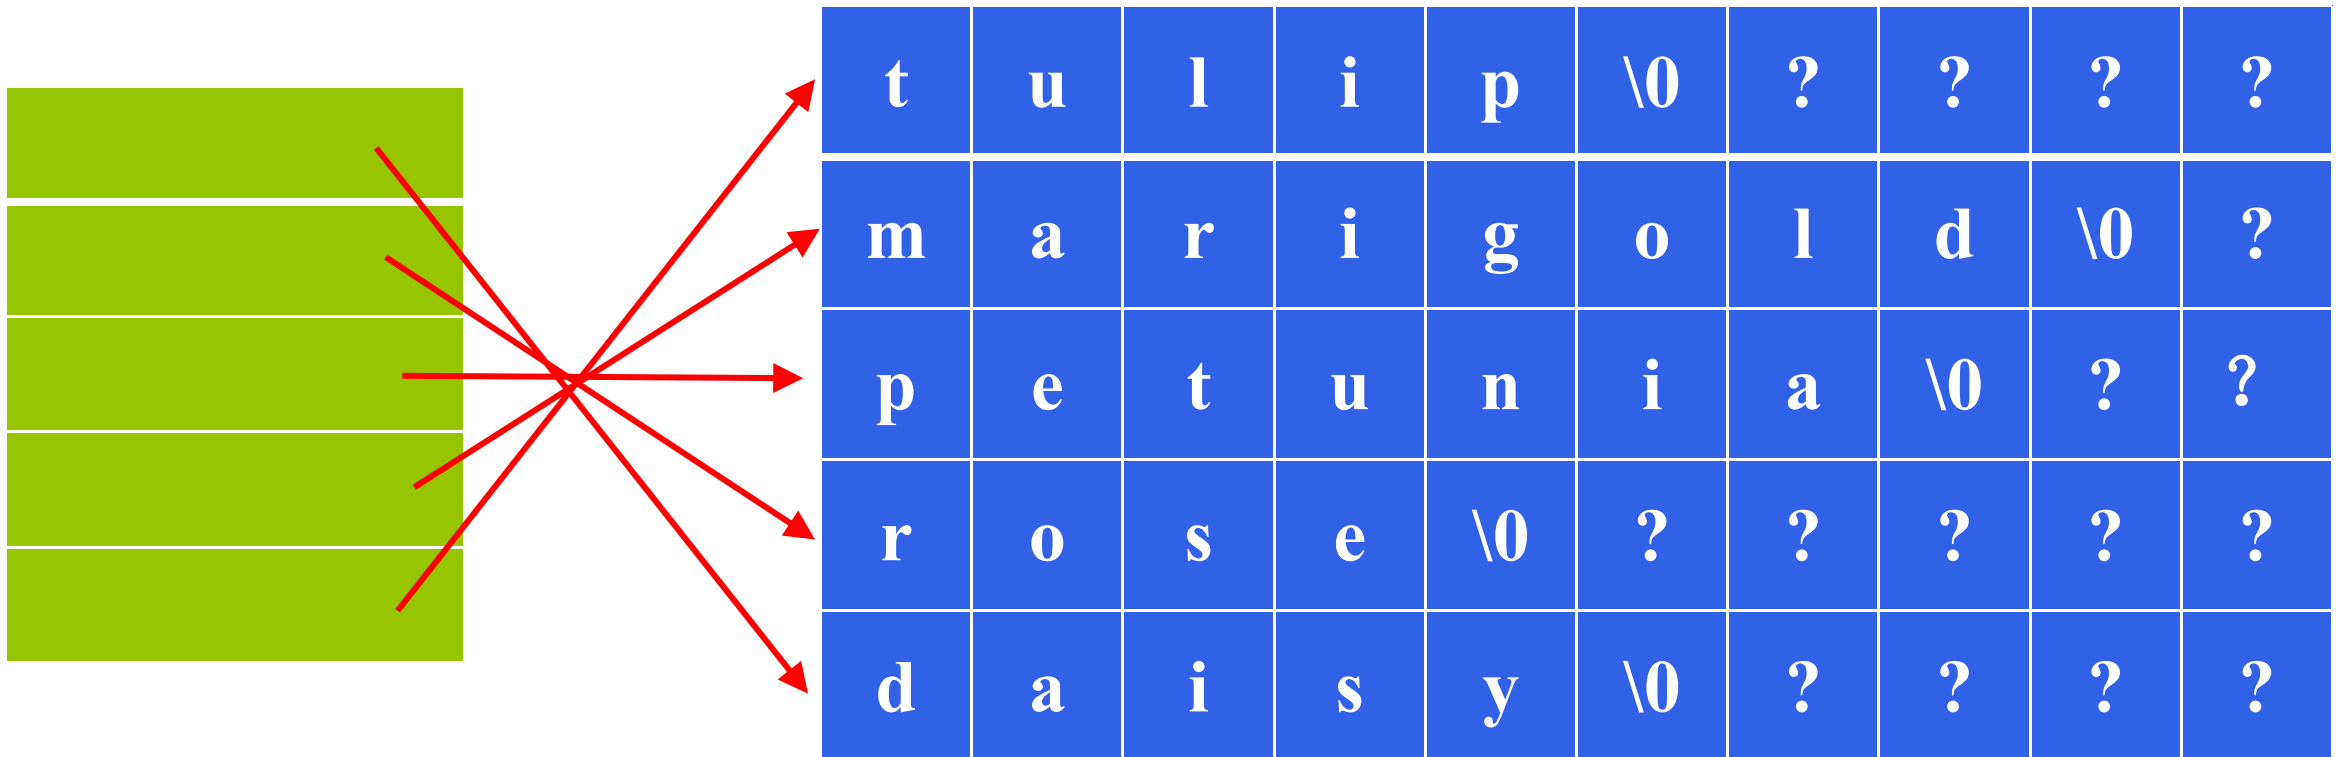 t u l i p \0 ? ? ? ?
m a r i g o l d \0 ?
p e t u n i a \0 ? ?
r o s e \0 ? ? ? ? ?
d a i s y \0 ? ? ? ?